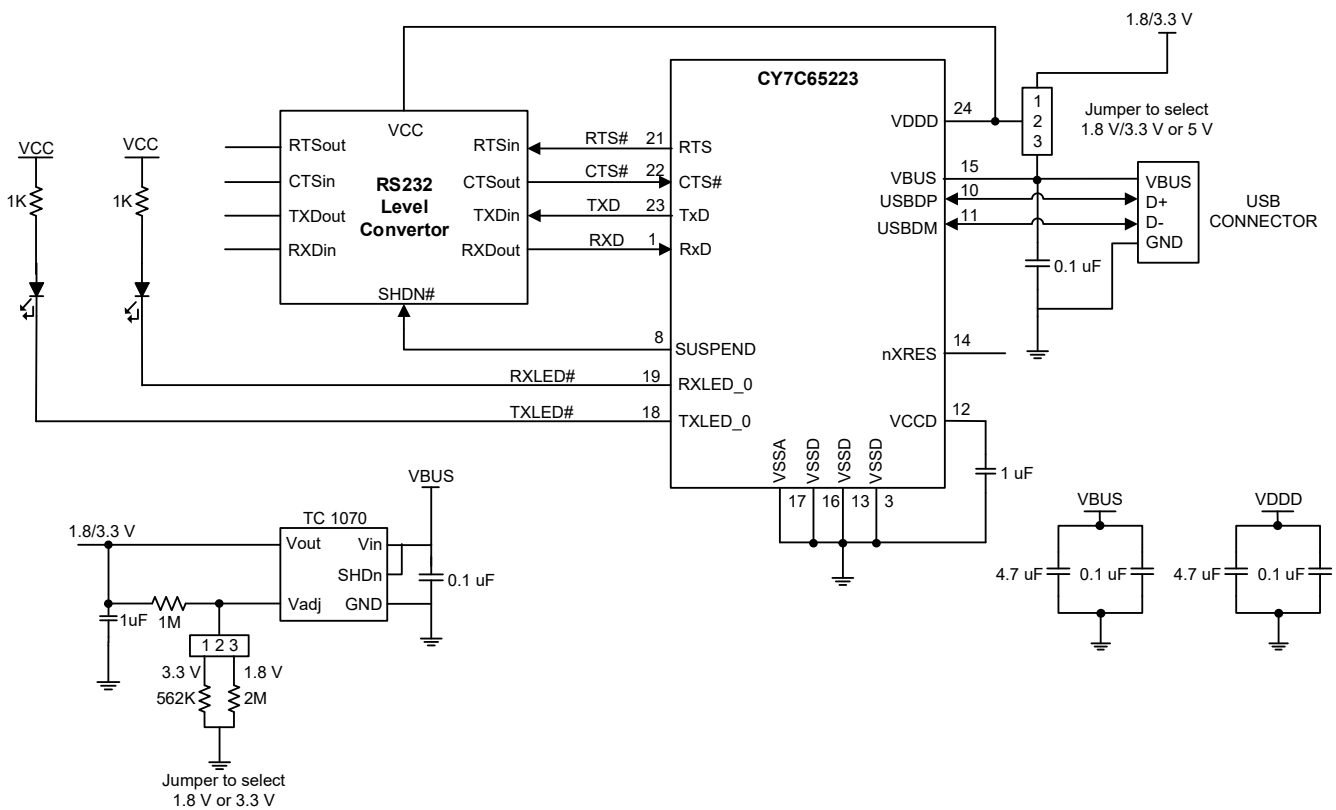 1.8/3.3 V
CY7C65223
24
VDDD
1
2
3
Jumper to select
1.8 V/3.3 V or 5 V
VCC
VCC
VCC
1K
1K
RTSout
CTSin
TXDout
RXDin
RS232
Level
Convertor
RTSin
CTSout
TXDin
RXDout
SHDN#
RTS# 21 RTS
CTS# 22 CTS#
TXD 23 TxD
RXD 1 RxD
VBUS 15
USBDP 10
USBDM 11
VBUS
D+
D-
GND
USB
CONNECTOR
0.1 uF
8 SUSPEND
RXLED# 19 RXLED_0
TXLED# 18 TXLED_0
nXRES 14
VCCD 12
1 uF
VSSA
VSSD
VSSD
VSSD
17 16 13 3
VBUS
TC 1070
1.8/3.3 V
Vout
Vin
SHDn
Vadj
GND
0.1 uF
1uF
1M
1 2 3
3.3 V
1.8 V
562K
2M
Jumper to select
1.8 V or 3.3 V
VBUS
4.7 uF
0.1 uF
VDDD
4.7 uF
0.1 uF